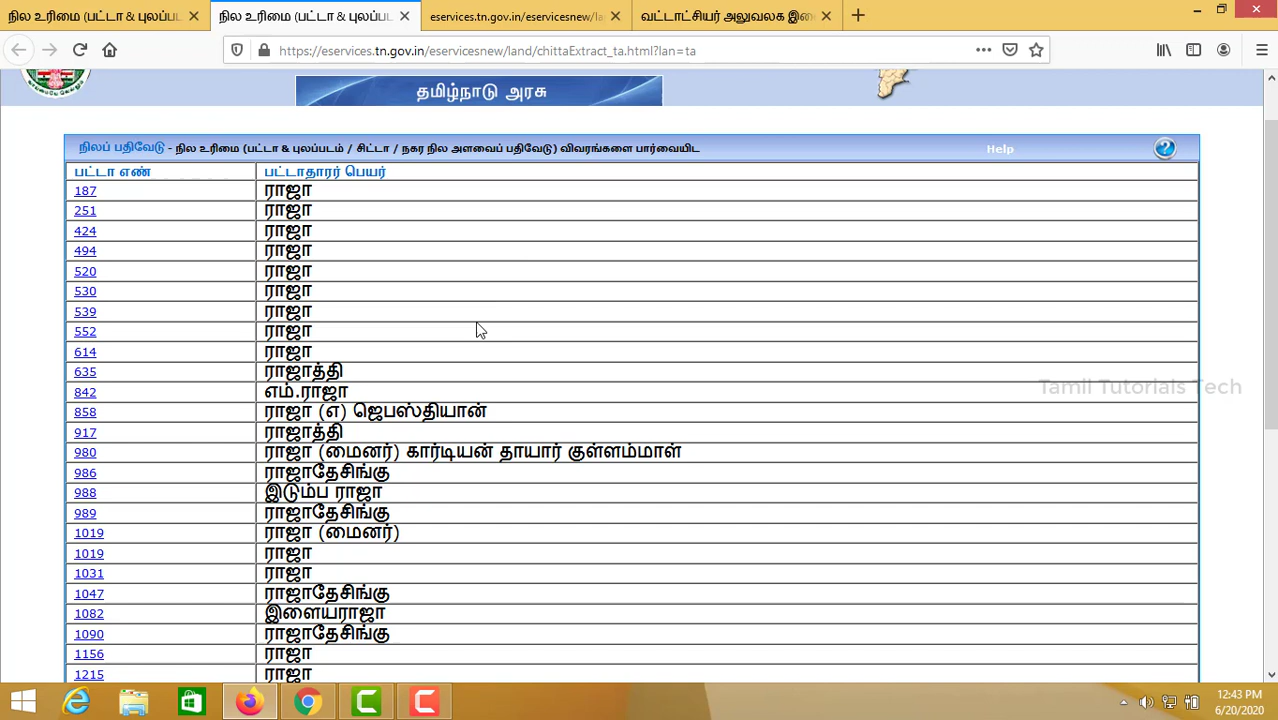 நில உரிமை (பட்டா & புலப்பட
நில உரிமை (பட்டா & புலப்பட
eservices.tn.gov.in/eservicesnew/la
வட்டாட்சியர் அலுவலக இணை
https://eservices.tn.gov.in/eservicesnew/land/chittaExtract_ta.html?lan=ta
தமிழ்நாடு அரசு
நிலப் பதிவேடு - நில உரிமை (பட்டா & புலப்படம் / சிட்டா / நகர நில அளவைப் பதிவேடு) விவரங்களை பார்வையிட Help
பட்டா எண் பட்டாதாரர் பெயர்
187 ராஜா
251 ராஜா
424 ராஜா
494 ராஜா
520 ராஜா
530 ராஜா
539 ராஜா
552 ராஜா
614 ராஜா
635 ராஜாத்தி
842 எம்.ராஜா
858 ராஜா (எ) ஜெபஸ்தியான்
917 ராஜாத்தி
980 ராஜா (மைனர்) கார்டியன் தாயார் குள்ளம்மாள்
986 ராஜாதேசிங்கு
988 இடும்ப ராஜா
989 ராஜாதேசிங்கு
1019 ராஜா (மைனர்)
1019 ராஜா
1031 ராஜா
1047 ராஜாதேசிங்கு
1082 இளையராஜா
1090 ராஜாதேசிங்கு
1156 ராஜா
1215 ராஜா
Tamil Tutorials Tech
12:43 PM
6/20/2020